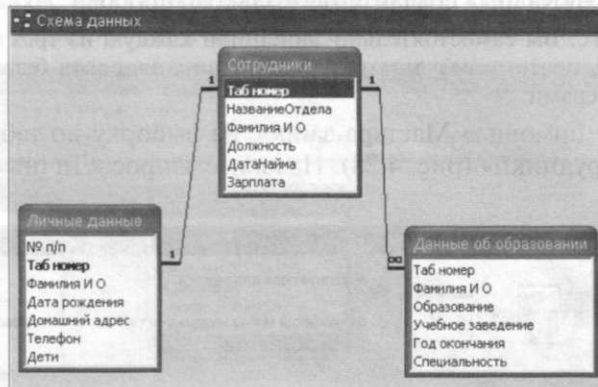 Схема данных
Сотрудники
Таб номер
НазваниеОтдела
Фамилия И О
Должность
ДатаНайма
Зарплата
1
1
Личные данные
№ п/п
Таб номер
Фамилия И О
Дата рождения
Домашний адрес
Телефон
Дети
1
∞
Данные об образовании
Таб номер
Фамилия И О
Образование
Учебное заведение
Год окончания
Специальность